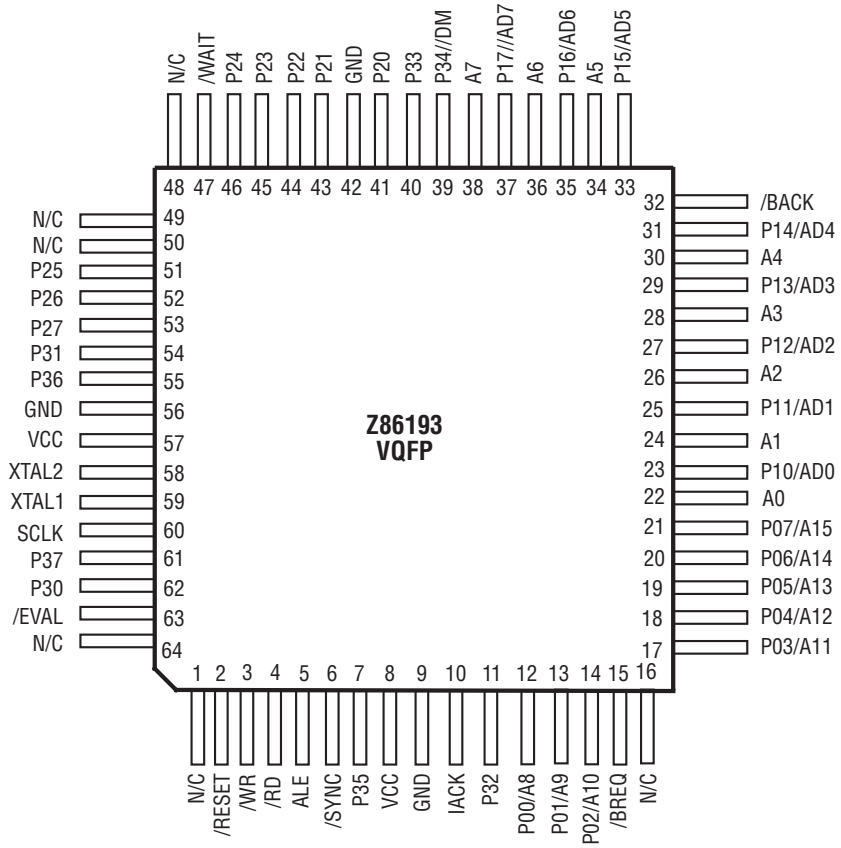 N/C
/WAIT
P24
P23
P22
P21
GND
P20
P33
P34//DM
A7
P17//AD7
A6
P16/AD6
A5
P15/AD5
48 47 46 45 44 43 42 41 40 39 38 37 36 35 34 33
N/C 49
N/C 50
P25 51
P26 52
P27 53
P31 54
P36 55
GND 56
VCC 57
XTAL2 58
XTAL1 59
SCLK 60
P37 61
P30 62
/EVAL 63
N/C 64
Z86193
VQFP
32 /BACK
31 P14/AD4
30 A4
29 P13/AD3
28 A3
27 P12/AD2
26 A2
25 P11/AD1
24 A1
23 P10/AD0
22 A0
21 P07/A15
20 P06/A14
19 P05/A13
18 P04/A12
17 P03/A11
1 2 3 4 5 6 7 8 9 10 11 12 13 14 15 16
N/C
/RESET
/WR
/RD
ALE
/SYNC
P35
VCC
GND
IACK
P32
P00/A8
P01/A9
P02/A10
/BREQ
N/C